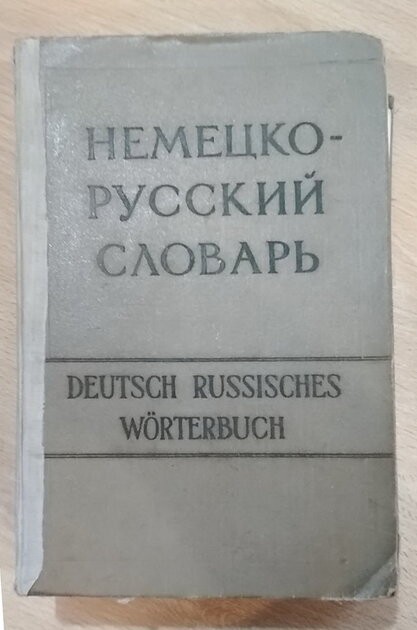 НЕМЕЦКО-
РУССКИЙ
СЛОВАРЬ
DEUTSCH RUSSISCHES
WÖRTERBUCH